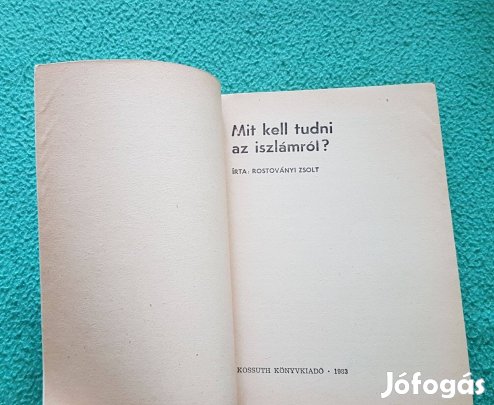 Mit kell tudni
az iszlámról?
ÍRTA: ROSTOVÁNYI ZSOLT
KOSSUTH KÖNYVKIADÓ • 1983
Jófogás